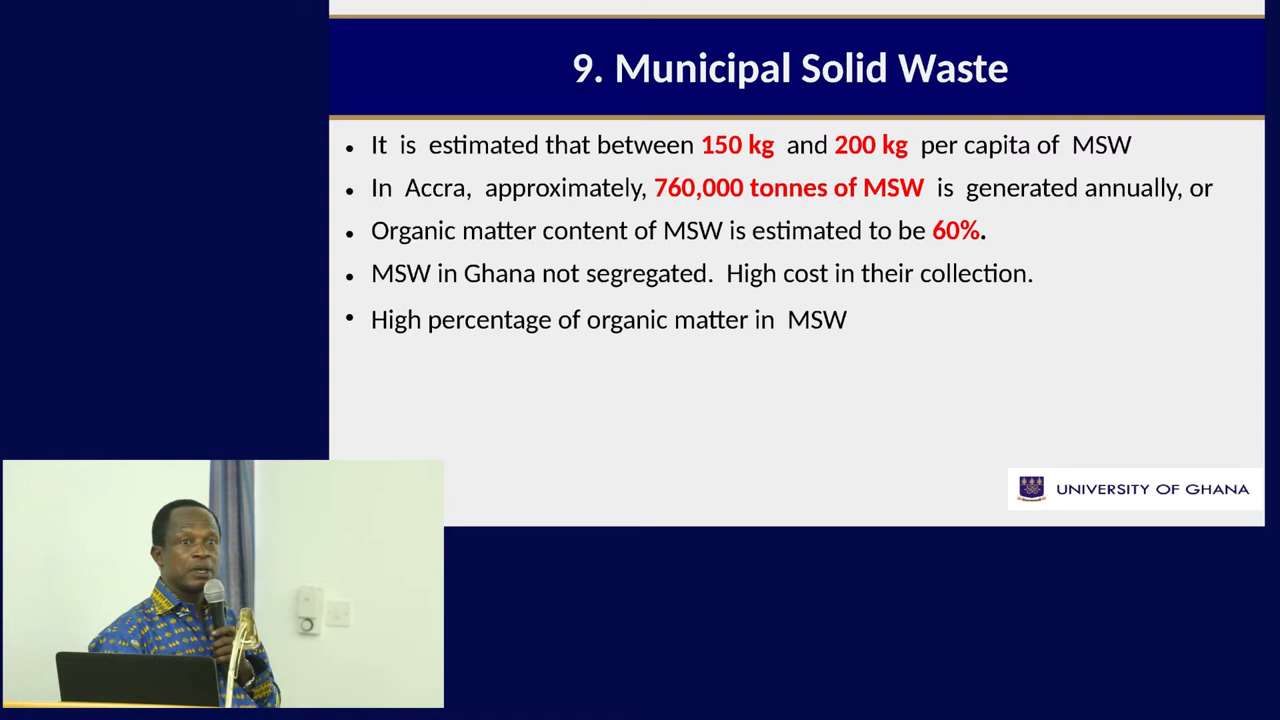 9. Municipal Solid Waste
• It is estimated that between 150 kg and 200 kg per capita of MSW
• In Accra, approximately, 760,000 tonnes of MSW is generated annually, or
• Organic matter content of MSW is estimated to be 60%.
• MSW in Ghana not segregated. High cost in their collection.
• High percentage of organic matter in MSW
UNIVERSITY OF GHANA